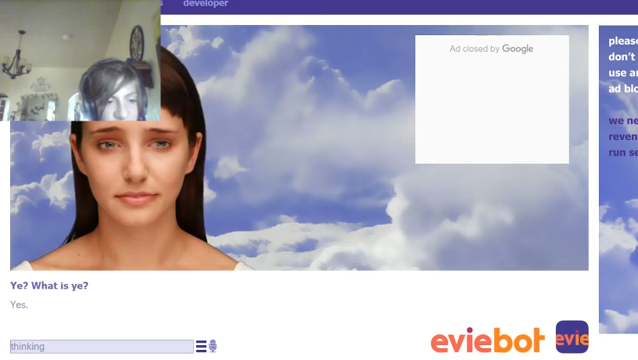 developer
Ad closed by Google
please
don't
use a
ad blo
we ne
reven
run se
Ye? What is ye?
Yes.
thinking
eviebot
evie